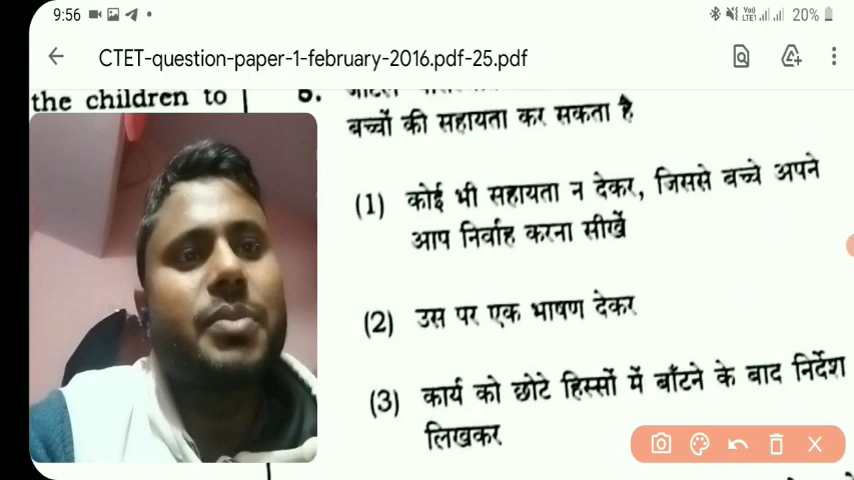 9:56
Vo))
LTE1
20%
CTET-question-paper-1-february-2016.pdf-25.pdf
the children to
बच्चों की सहायता कर सकता है
(1) कोई भी सहायता न देकर, जिससे बच्चे अपने
आप निर्वाह करना सीखें
(2) उस पर एक भाषण देकर
(3) कार्य को छोटे हिस्सों में बाँटने के बाद निर्देश
लिखकर